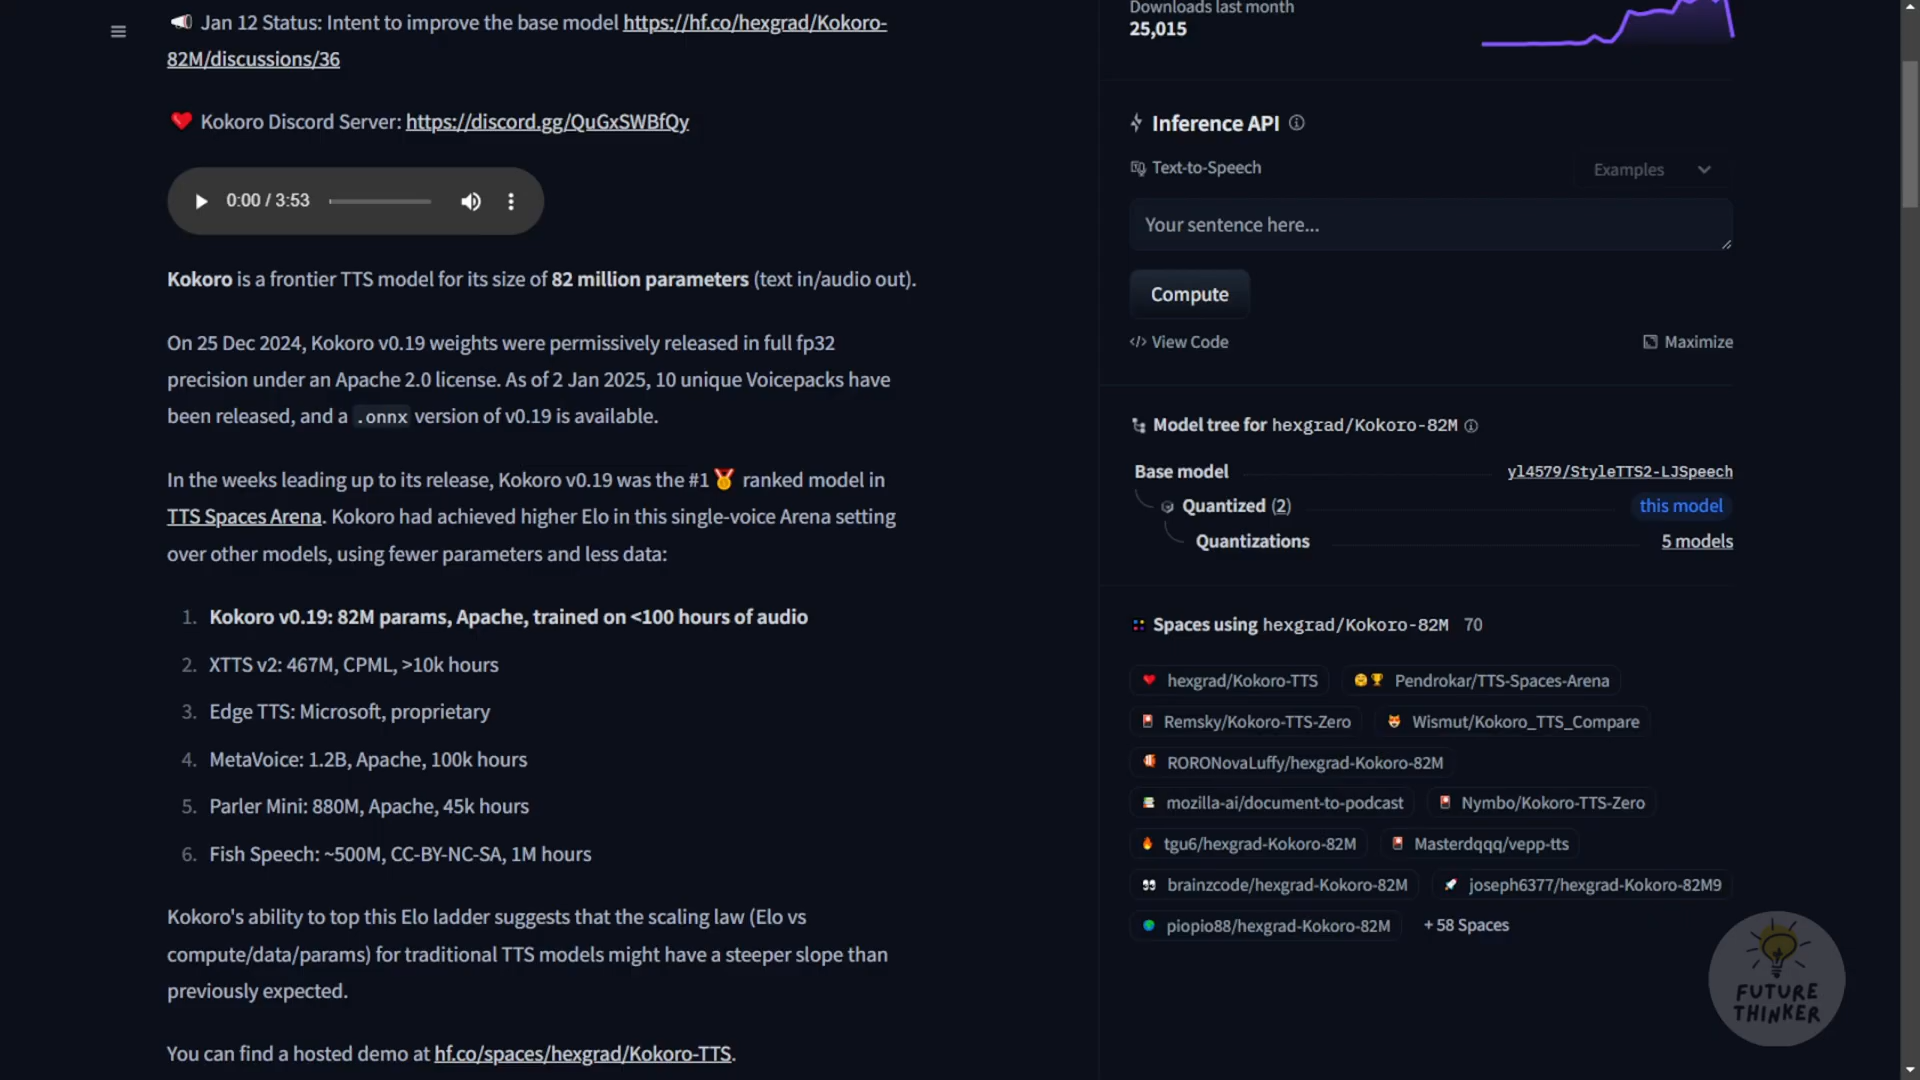 Jan 12 Status: Intent to improve the base model https://hf.co/hexgrad/Kokoro-
82M/discussions/36
Kokoro Discord Server: https://discord.gg/QuGxSWBfQy
0:00 / 3:53
Kokoro is a frontier TTS model for its size of 82 million parameters (text in/audio out).
On 25 Dec 2024, Kokoro v0.19 weights were permissively released in full fp32
precision under an Apache 2.0 license. As of 2 Jan 2025, 10 unique Voicepacks have
been released, and a .onnx version of v0.19 is available.
In the weeks leading up to its release, Kokoro v0.19 was the #1🥇 ranked model in
TTS Spaces Arena. Kokoro had achieved higher Elo in this single-voice Arena setting
over other models, using fewer parameters and less data:
1. Kokoro v0.19: 82M params, Apache, trained on <100 hours of audio
2. XTTS v2: 467M, CPML, >10k hours
3. Edge TTS: Microsoft, proprietary
4. MetaVoice: 1.2B, Apache, 100k hours
5. Parler Mini: 880M, Apache, 45k hours
6. Fish Speech: ~500M, CC-BY-NC-SA, 1M hours
Kokoro's ability to top this Elo ladder suggests that the scaling law (Elo vs
compute/data/params) for traditional TTS models might have a steeper slope than
previously expected.
You can find a hosted demo at hf.co/spaces/hexgrad/Kokoro-TTS.
Downloads last month
25,015
Inference API
Text-to-Speech
Examples
Your sentence here...
Compute
</> View Code
Maximize
Model tree for hexgrad/Kokoro-82M
Base model yl4579/StyleTTS2-LJSpeech
Quantized (2) this model
Quantizations 5 models
Spaces using hexgrad/Kokoro-82M 70
hexgrad/Kokoro-TTS Pendrokar/TTS-Spaces-Arena
Remsky/Kokoro-TTS-Zero Wismut/Kokoro_TTS_Compare
RORONovaLuffy/hexgrad-Kokoro-82M
mozilla-ai/document-to-podcast Nymbo/Kokoro-TTS-Zero
tgu6/hexgrad-Kokoro-82M Masterdqqq/vepp-tts
brainzcode/hexgrad-Kokoro-82M joseph6377/hexgrad-Kokoro-82M9
piopio88/hexgrad-Kokoro-82M + 58 Spaces
FUTURE
THINKER